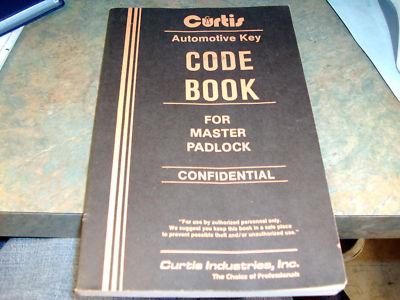 Curtis
Automotive Key
CODE
BOOK
FOR
MASTER
PADLOCK
CONFIDENTIAL
"For use by authorized personnel only.
We suggest you keep this book in a safe place
to prevent possible theft and/or unauthorized use."
Curtis Industries, Inc.
The Choice of Professionals